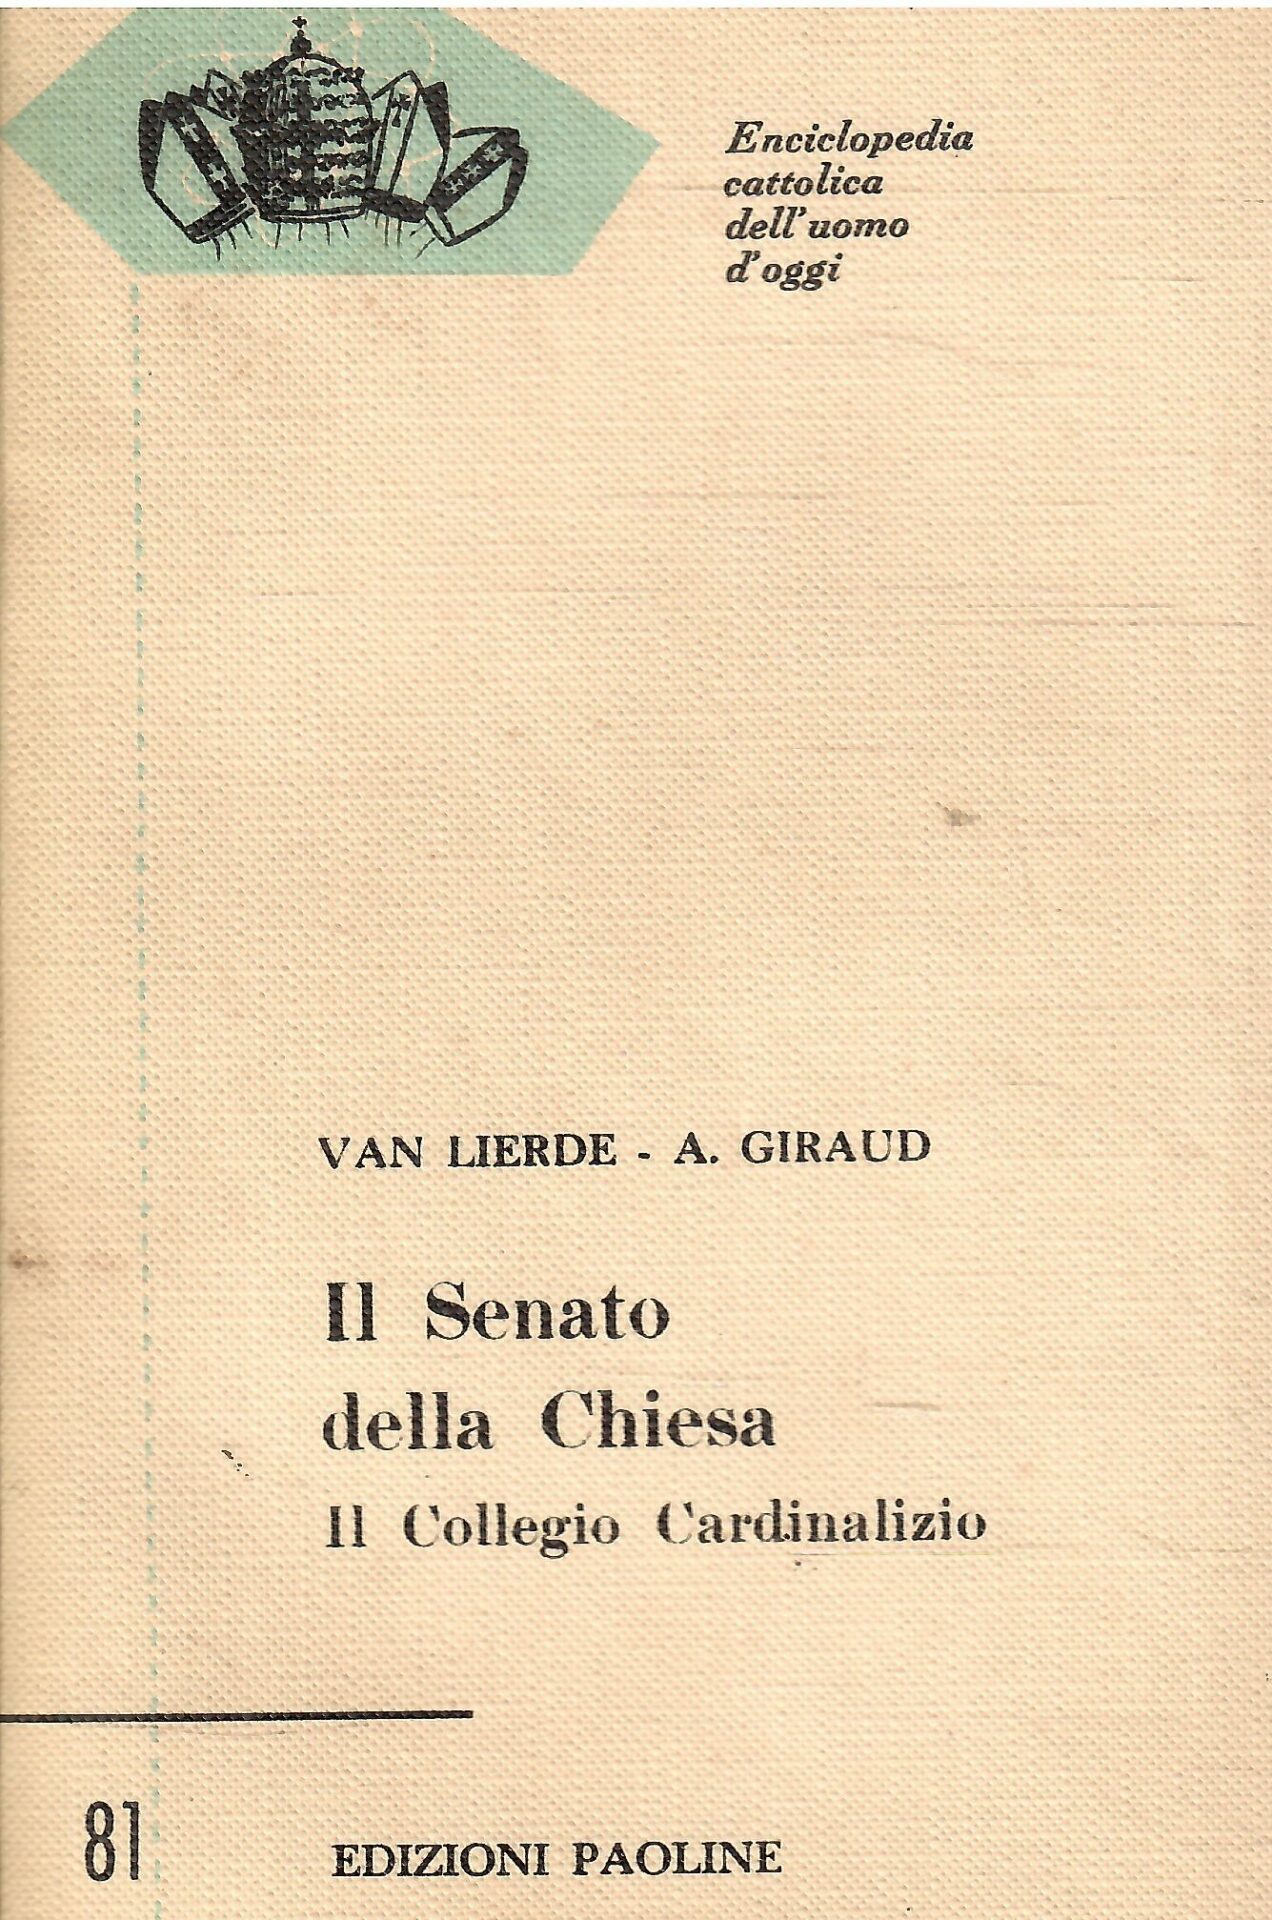 Enciclopedia
cattolica
dell'uomo
d'oggi
VAN LIERDE - A. GIRAUD
Il Senato
della Chiesa
Il Collegio Cardinalizio
81
EDIZIONI PAOLINE